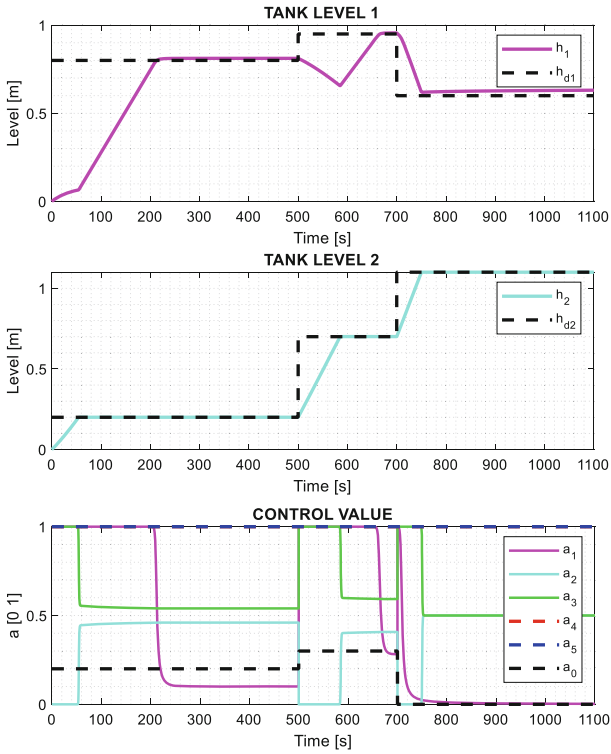 TANK LEVEL 1
1
0.5
0
Level [m]
h1
hd1
0 100 200 300 400 500 600 700 800 900 1000 1100
Time [s]
TANK LEVEL 2
1
0.5
0
Level [m]
h2
hd2
0 100 200 300 400 500 600 700 800 900 1000 1100
Time [s]
CONTROL VALUE
1
0.5
0
a [0 1]
a1
a2
a3
a4
a5
a0
0 100 200 300 400 500 600 700 800 900 1000 1100
Time [s]